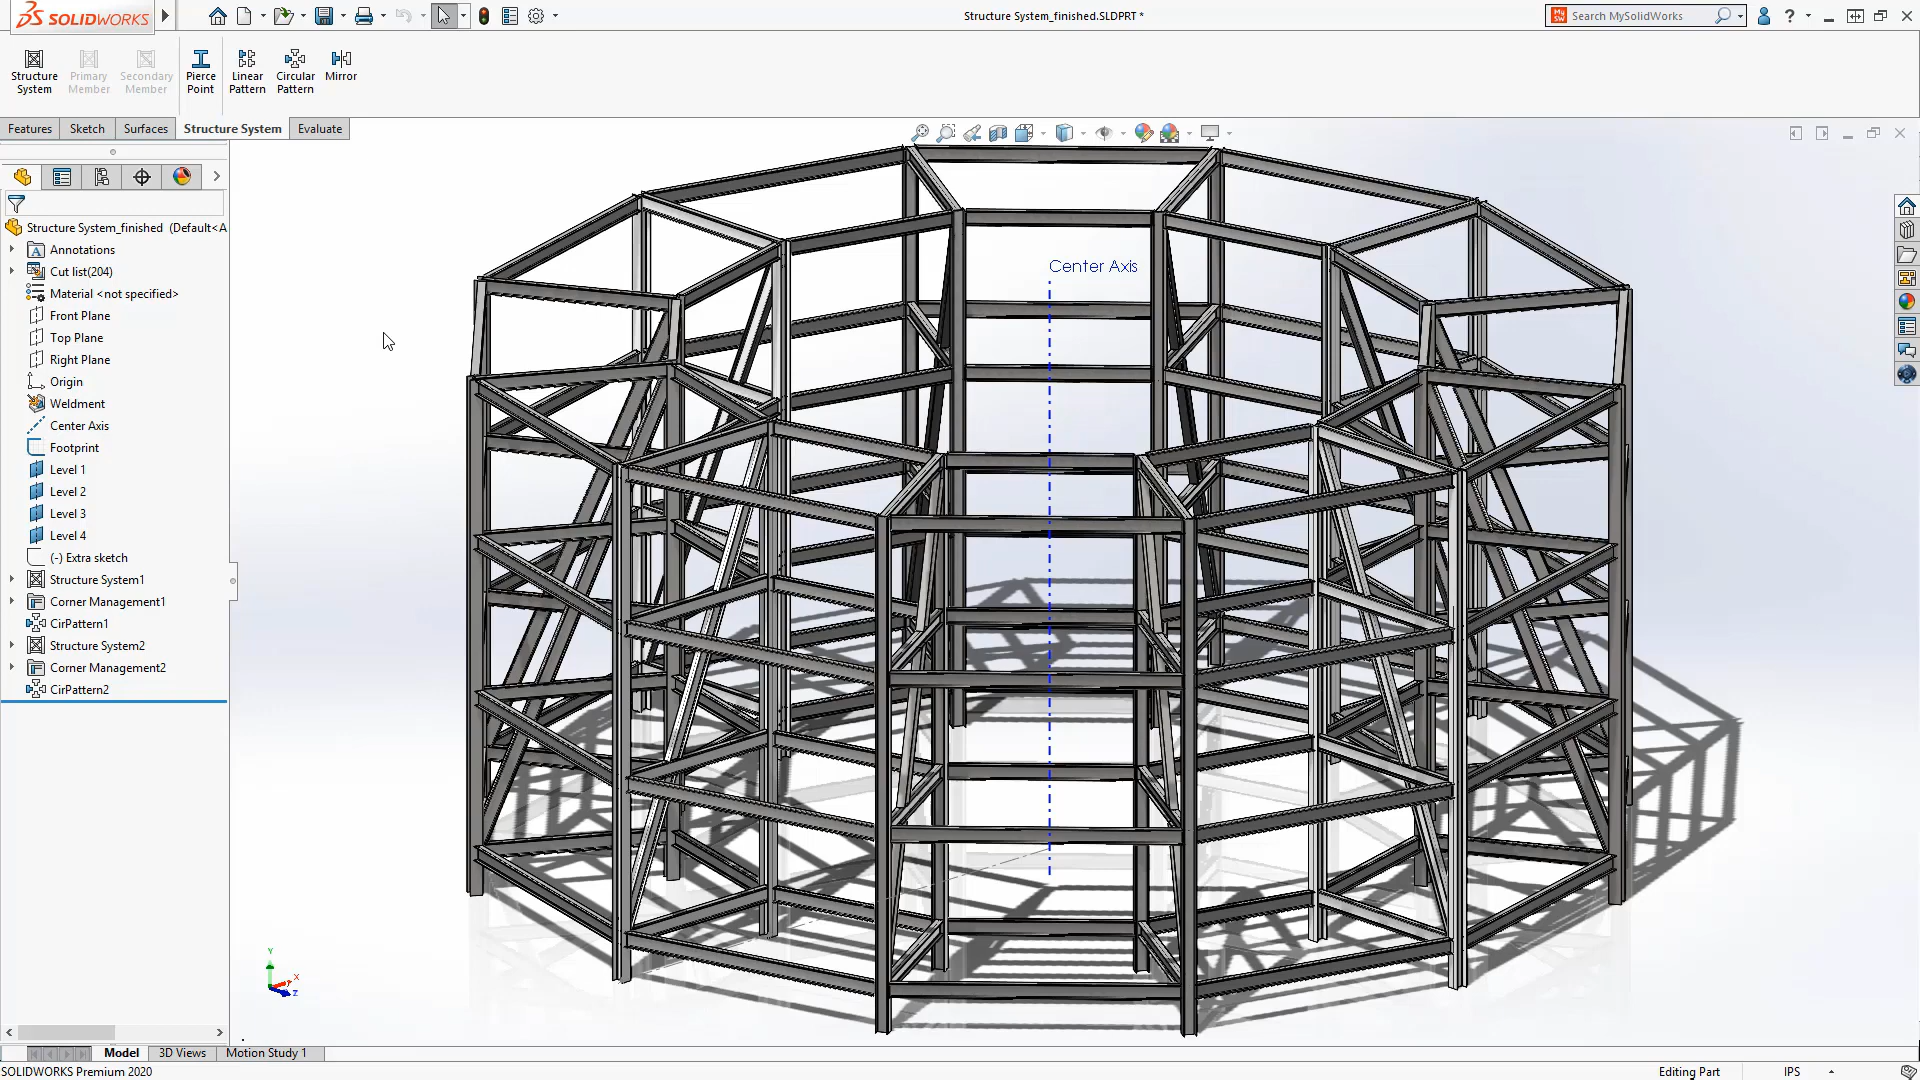 SOLIDWORKS
Structure System_finished.SLDPRT *
MY SW
Search MySolidWorks
?
Structure System
Primary Member
Secondary Member
Pierce Point
Linear Pattern
Circular Pattern
Mirror
Features
Sketch
Surfaces
Structure System
Evaluate
Structure System_finished (Default<A
Annotations
Cut list(204)
Material <not specified>
Front Plane
Top Plane
Right Plane
Origin
Weldment
Center Axis
Footprint
Level 1
Level 2
Level 3
Level 4
(-) Extra sketch
Structure System1
Corner Management1
CirPattern1
Structure System2
Corner Management2
CirPattern2
Center Axis
Y
X
Z
Model
3D Views
Motion Study 1
SOLIDWORKS Premium 2020
Editing Part
IPS